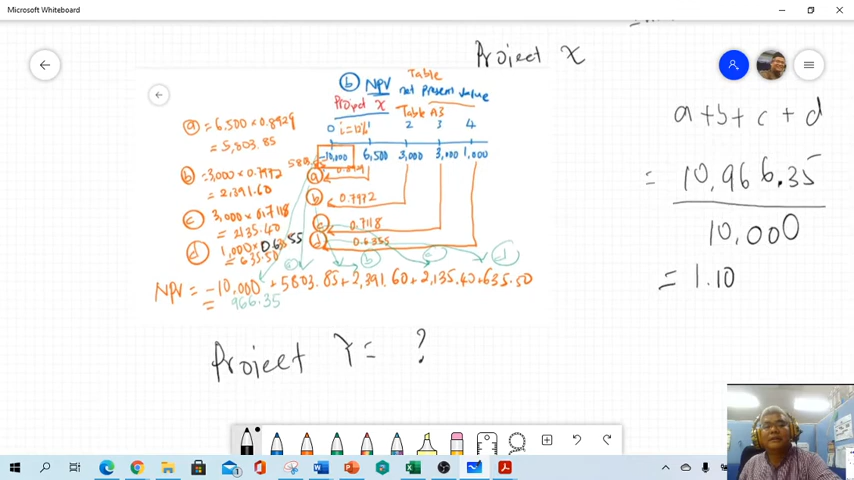 Microsoft Whiteboard
Project X
Table
b NPV net present value
Project X Table A3
0 i=12% 1 2 3 4
-10,000 6,500 3,000 3,000 1,000
a = 6,500 x 0.8929
= 5,803.85
b = 3,000 x 0.7972
= 2,391.60
c 3,000 x 0.7118
= 2135.40
d 1,000 x 0.6355
= 635.50
a
b 0.7972
c 0.7118
d 0.6355
a b c d
NPV = -10,000 + 5803.85 + 2,391.60 + 2,135.40 + 635.50
= 966.35
Project Y = ?
a + b + c + d
= 10,966.35
10,000
= 1.10